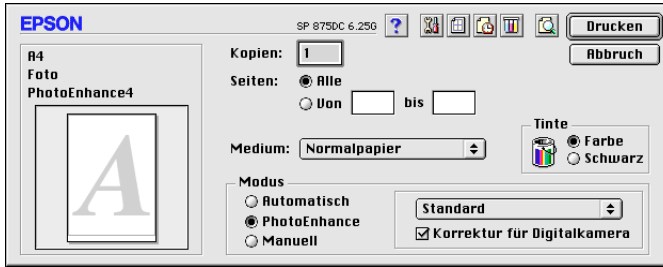 EPSON
SP 875DC 6.25G
?
Drucken
Abbruch
A4
Foto
PhotoEnhance4
A
Kopien: 1
Seiten: Alle
Von bis
Medium: Normalpapier
Tinte
Farbe
Schwarz
Modus
Automatisch
PhotoEnhance
Manuell
Standard
Korrektur für Digitalkamera